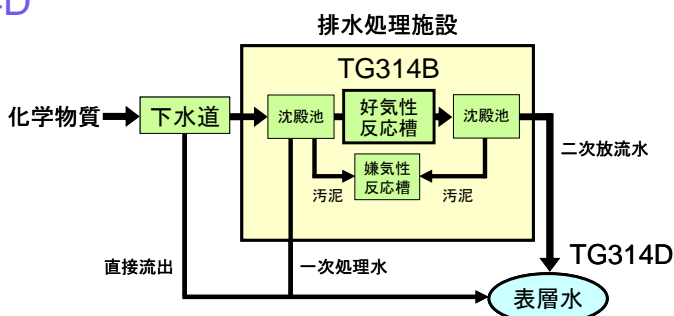 D
排水処理施設
TG314B
化学物質
下水道
沈殿池
好気性
反応槽
沈殿池
嫌気性
反応槽
汚泥
汚泥
二次放流水
直接流出
一次処理水
TG314D
表層水